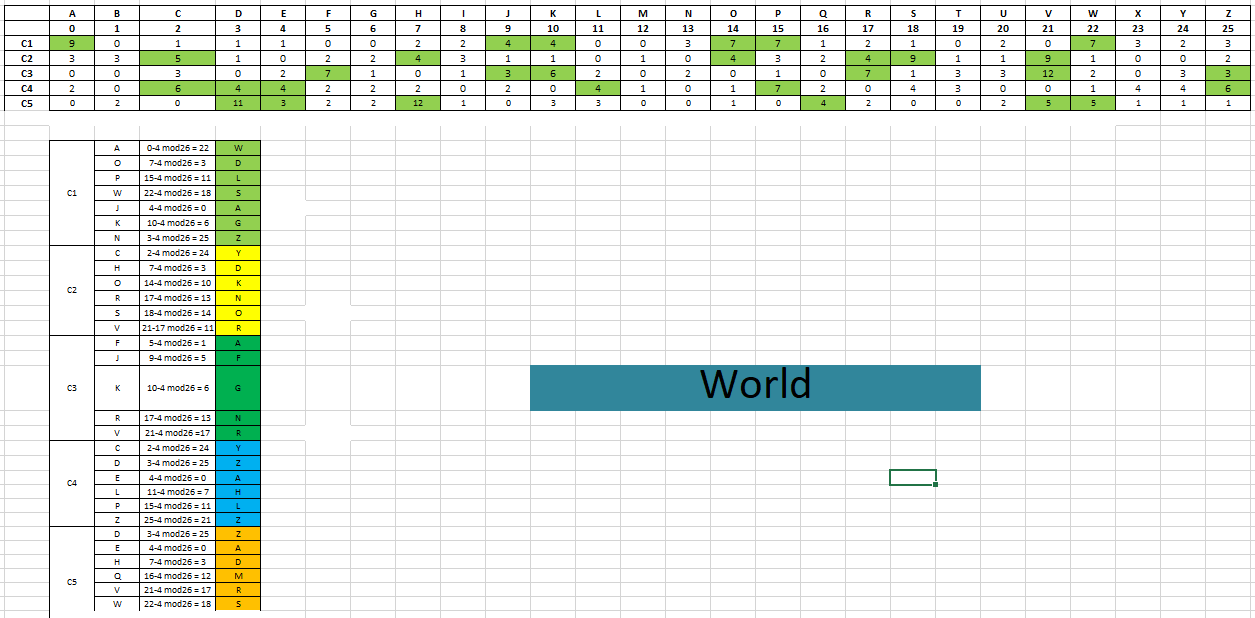 A B C D E F G H I J K L M N O P Q R S T U V W X Y Z
0 1 2 3 4 5 6 7 8 9 10 11 12 13 14 15 16 17 18 19 20 21 22 23 24 25
C1 9 0 1 1 1 0 0 2 2 4 4 0 0 3 7 7 1 2 1 0 2 0 7 3 2 3
C2 3 3 5 1 0 2 2 4 3 1 1 0 1 0 4 3 2 4 9 1 1 9 1 0 0 2
C3 0 0 3 0 2 7 1 0 1 3 6 2 0 2 0 1 0 7 1 3 3 12 2 0 3 3
C4 2 0 6 4 4 2 2 2 0 2 0 4 1 0 1 7 2 0 4 3 0 0 1 4 4 6
C5 0 2 0 11 3 2 2 12 1 0 3 3 0 0 1 0 4 2 0 0 2 5 5 1 1 1
A 0-4 mod26 = 22 W
O 7-4 mod26 = 3 D
P 15-4 mod26 = 11 L
C1 W 22-4 mod26 = 18 S
J 4-4 mod26 = 0 A
K 10-4 mod26 = 6 G
N 3-4 mod26 = 25 Z
C2 C 2-4 mod26 = 24 Y
H 7-4 mod26 = 3 D
O 14-4 mod26 = 10 K
R 17-4 mod26 = 13 N
S 18-4 mod26 = 14 O
V 21-17 mod26 = 11 R
F 5-4 mod26 = 1 A
J 9-4 mod26 = 5 F
C3 K 10-4 mod26 = 6 G
World
R 17-4 mod26 = 13 N
V 21-4 mod26 =17 R
C4 C 2-4 mod26 = 24 Y
D 3-4 mod26 = 25 Z
E 4-4 mod26 = 0 A
L 11-4 mod26 = 7 H
P 15-4 mod26 = 11 L
Z 25-4 mod26 = 21 Z
C5 D 3-4 mod26 = 25 Z
E 4-4 mod26 = 0 A
H 7-4 mod26 = 3 D
Q 16-4 mod26 = 12 M
V 21-4 mod26 = 17 R
W 22-4 mod26 = 18 S